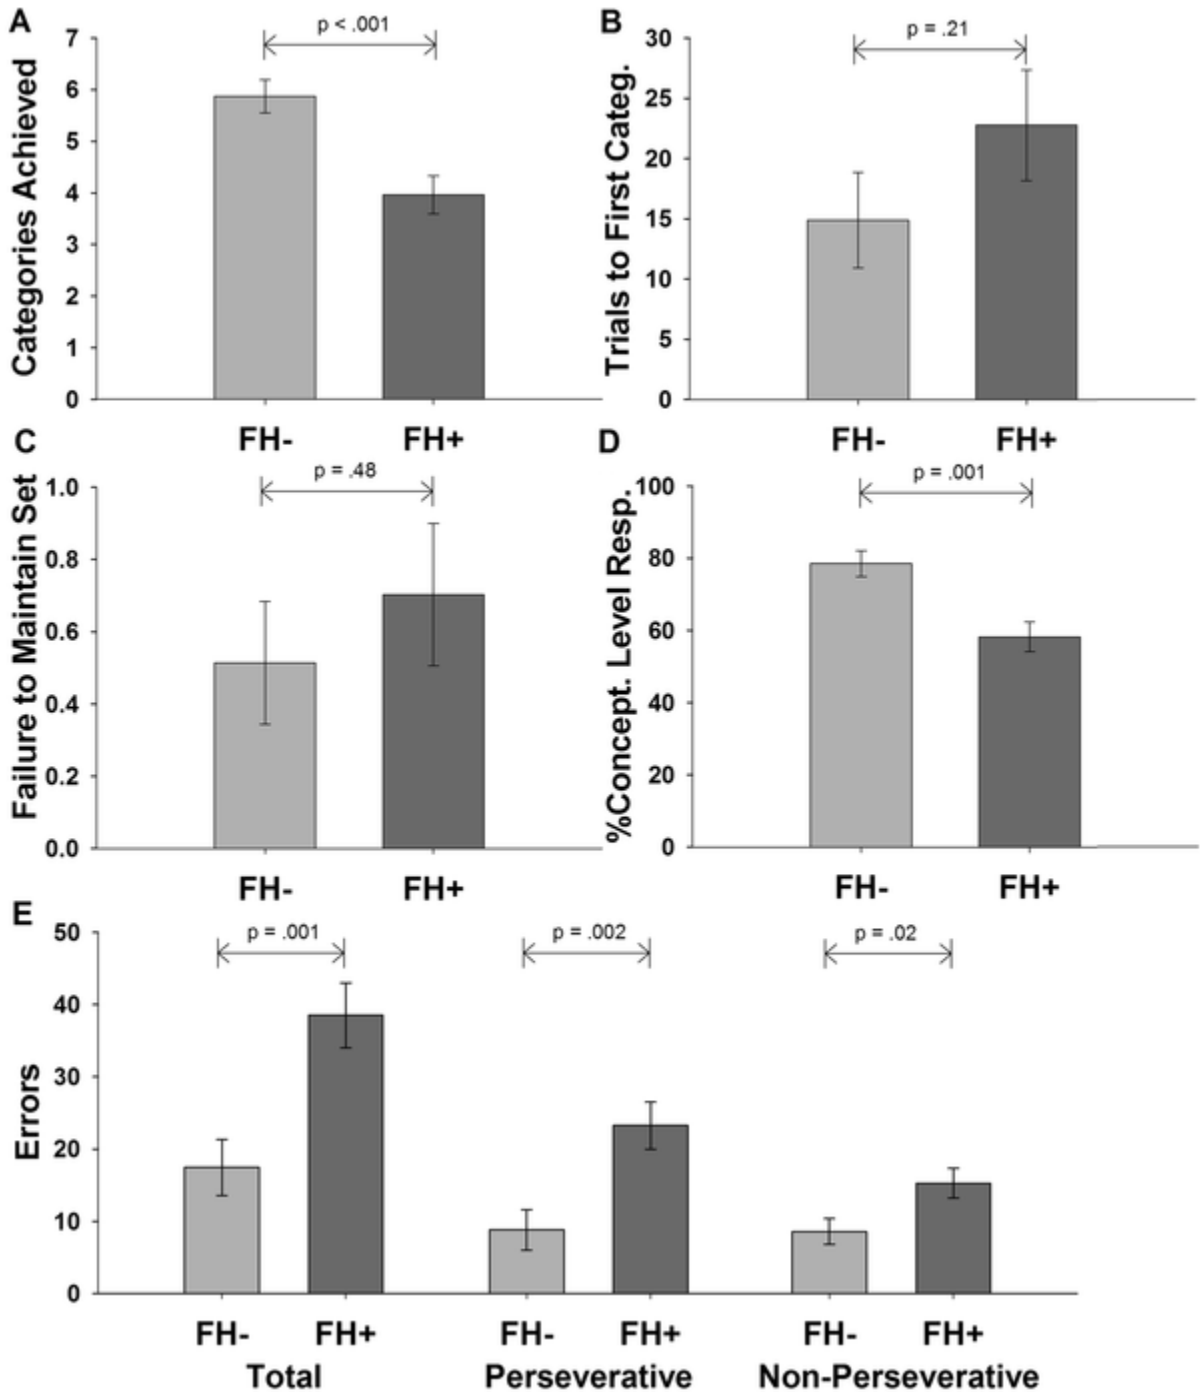 A
p < .001
Categories Achieved
7
6
5
4
3
2
1
0
FH- FH+
B
p = .21
Trials to First Categ.
30
25
20
15
10
5
0
FH- FH+
C
p = .48
Failure to Maintain Set
1.0
0.8
0.6
0.4
0.2
0.0
FH- FH+
D
p = .001
%Concept. Level Resp.
100
80
60
40
20
0
FH- FH+
E
p = .001 p = .002 p = .02
Errors
50
40
30
20
10
0
FH- FH+ FH- FH+ FH- FH+
Total Perseverative Non-Perseverative